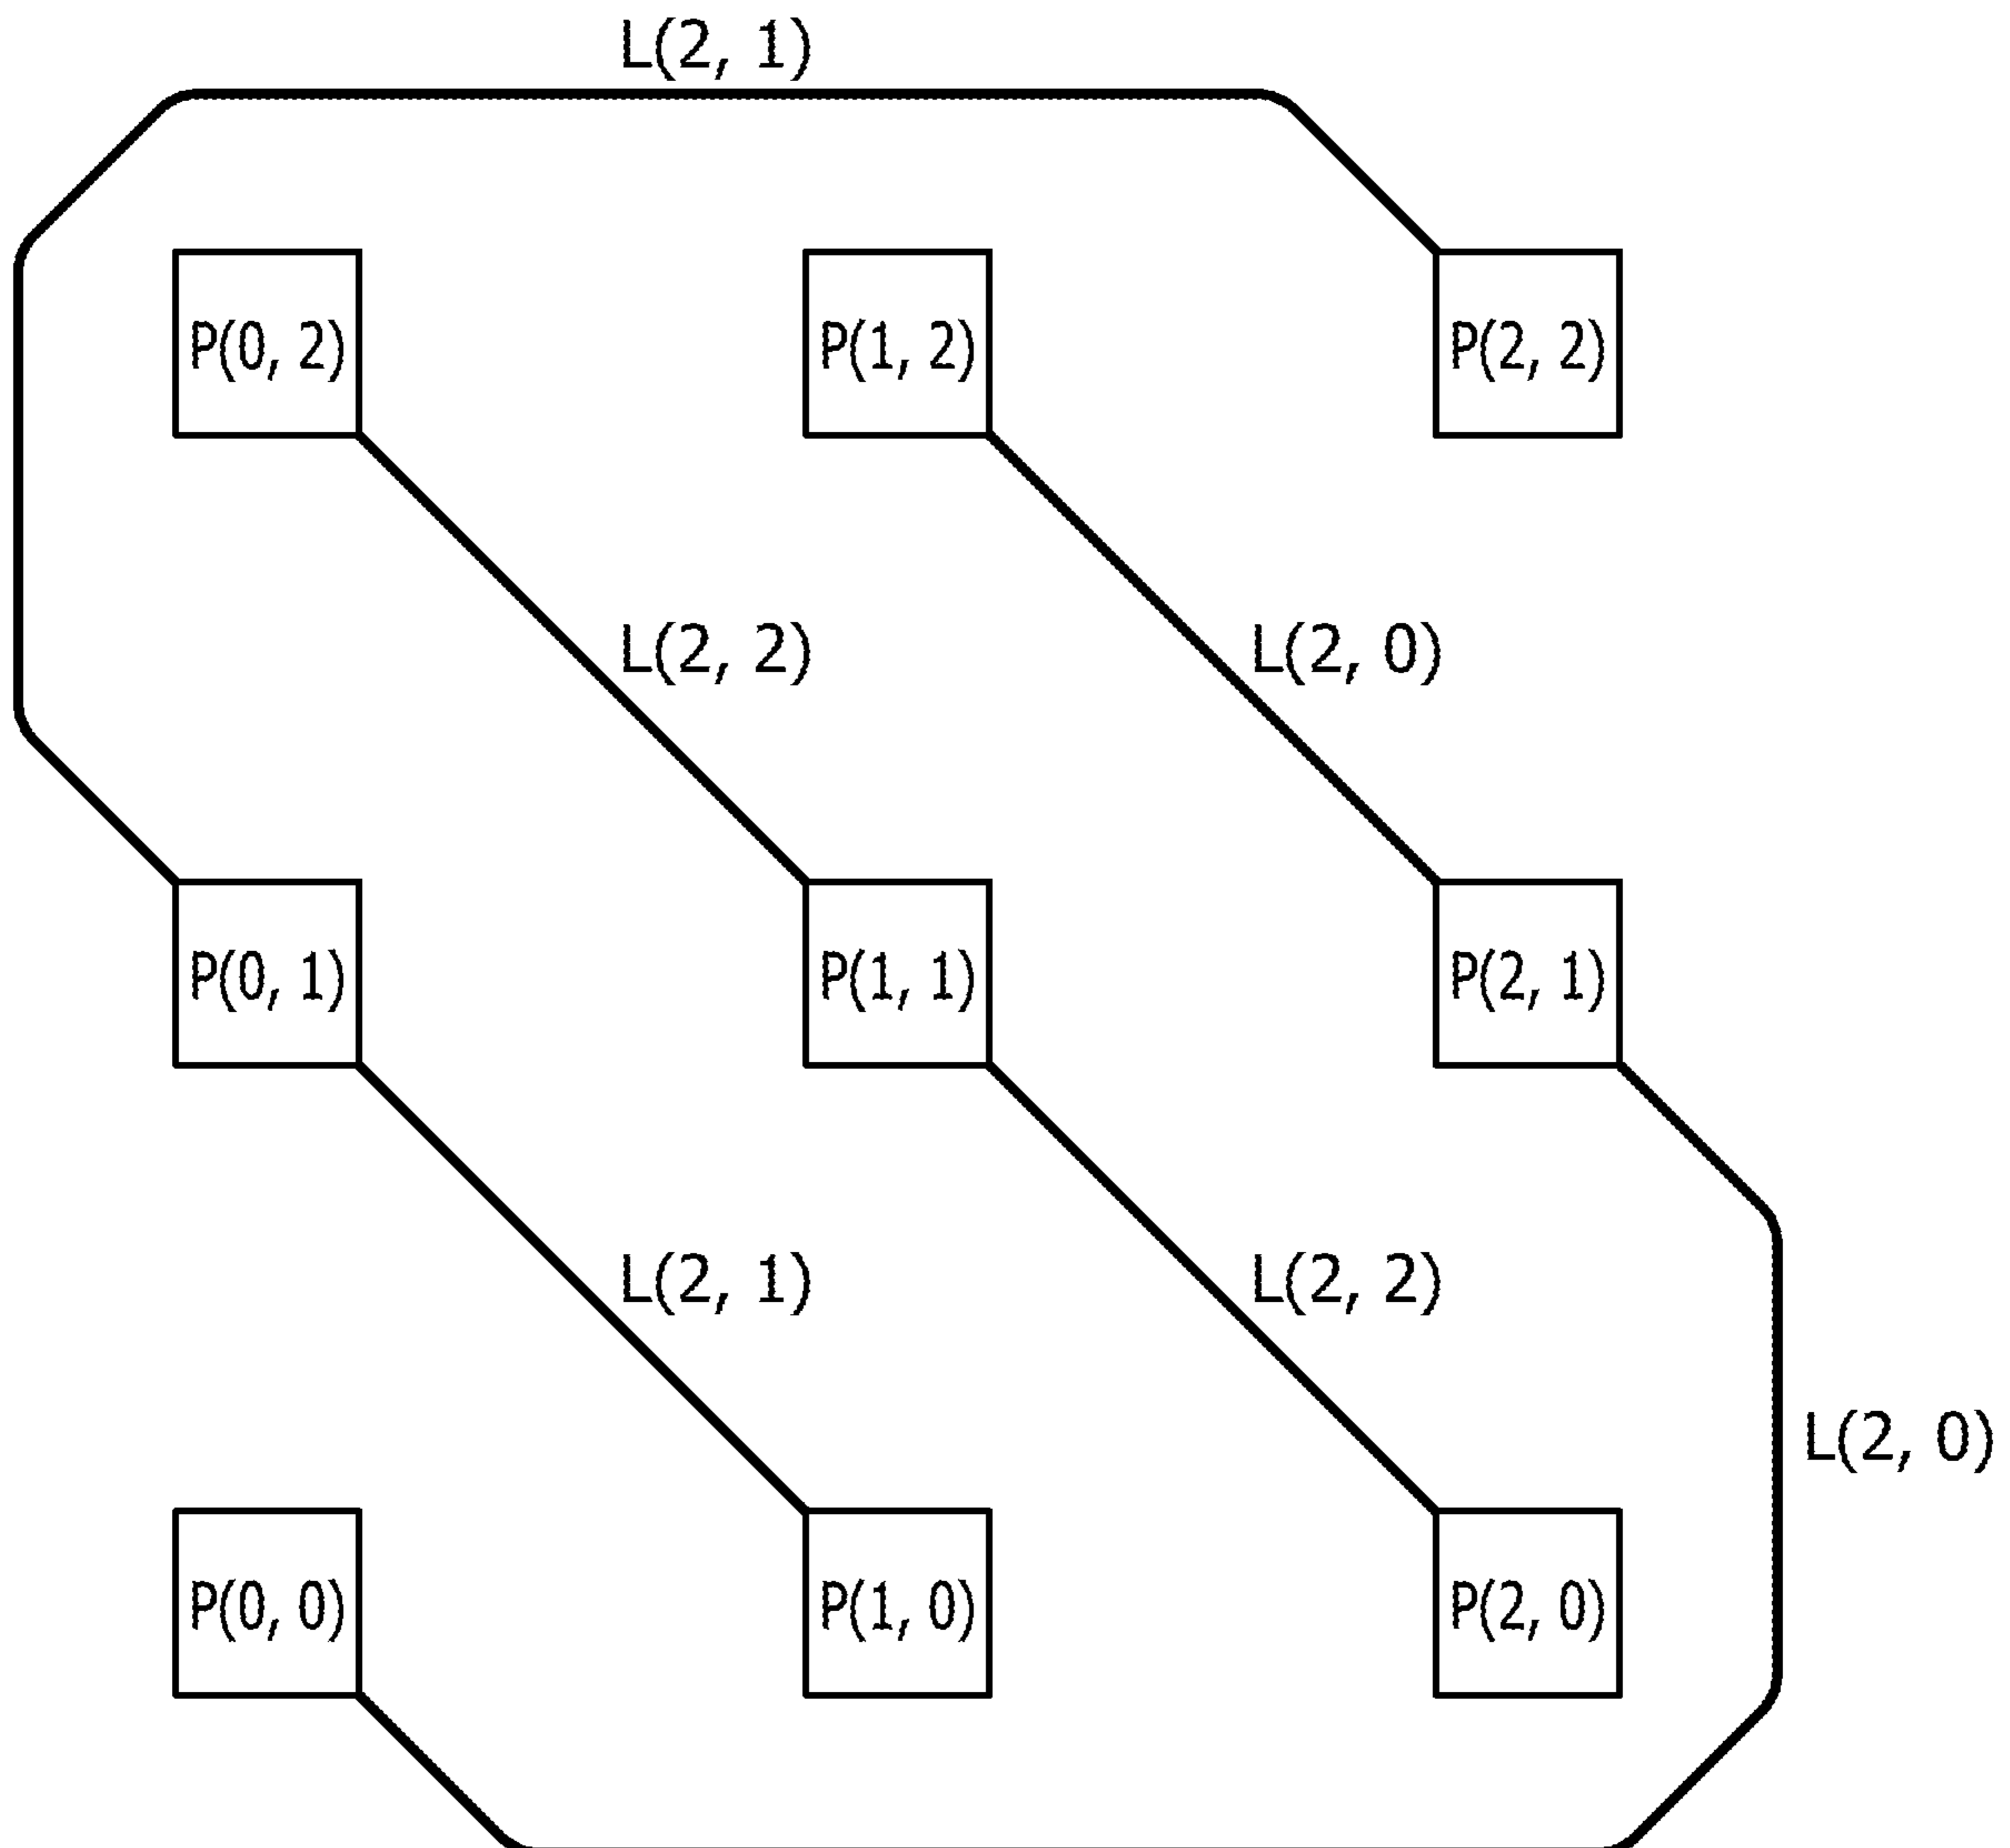 L(2, 1)
P(0, 2) P(1, 2) P(2, 2)
L(2, 2) L(2, 0)
P(0, 1) P(1, 1) P(2, 1)
L(2, 1) L(2, 2)
L(2, 0)
P(0, 0) P(1, 0) P(2, 0)